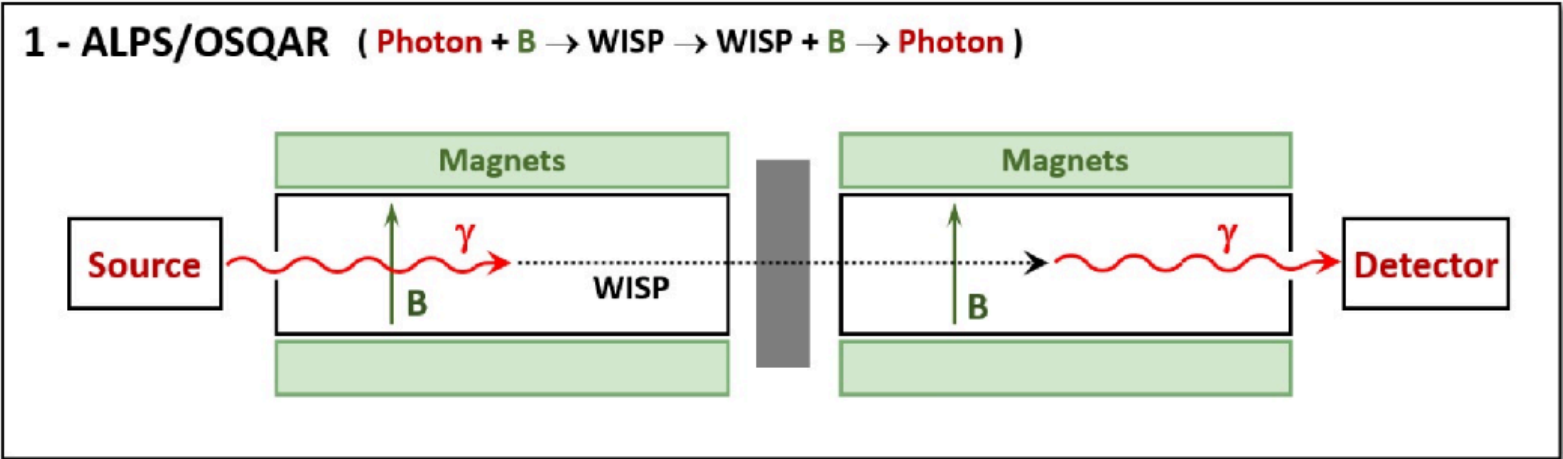 1 - ALPS/OSQAR ( Photon + B → WISP → WISP + B → Photon )
Magnets Magnets
Source γ WISP B γ B Detector